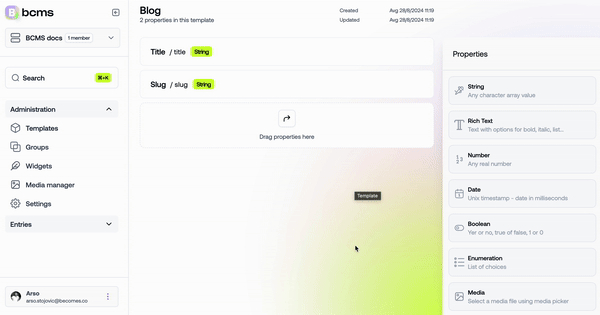 bcms
BCMS docs 1 member
Search ⌘+K
Administration
Templates
Groups
Widgets
Media manager
Settings
Entries
Arso
arso.stojovic@becomes.co
Blog
2 properties in this template
Created Avg 28/8/2024 11:19
Updated Avg 28/8/2024 11:19
Title / title String
Slug / slug String
Drag properties here
Template
Properties
String
Any character array value
Rich Text
Text with options for bold, italic, list...
Number
Any real number
Date
Unix timestamp - date in milliseconds
Boolean
Yer or no, true of false, 1 or 0
Enumeration
List of choices
Media
Select a media file using media picker